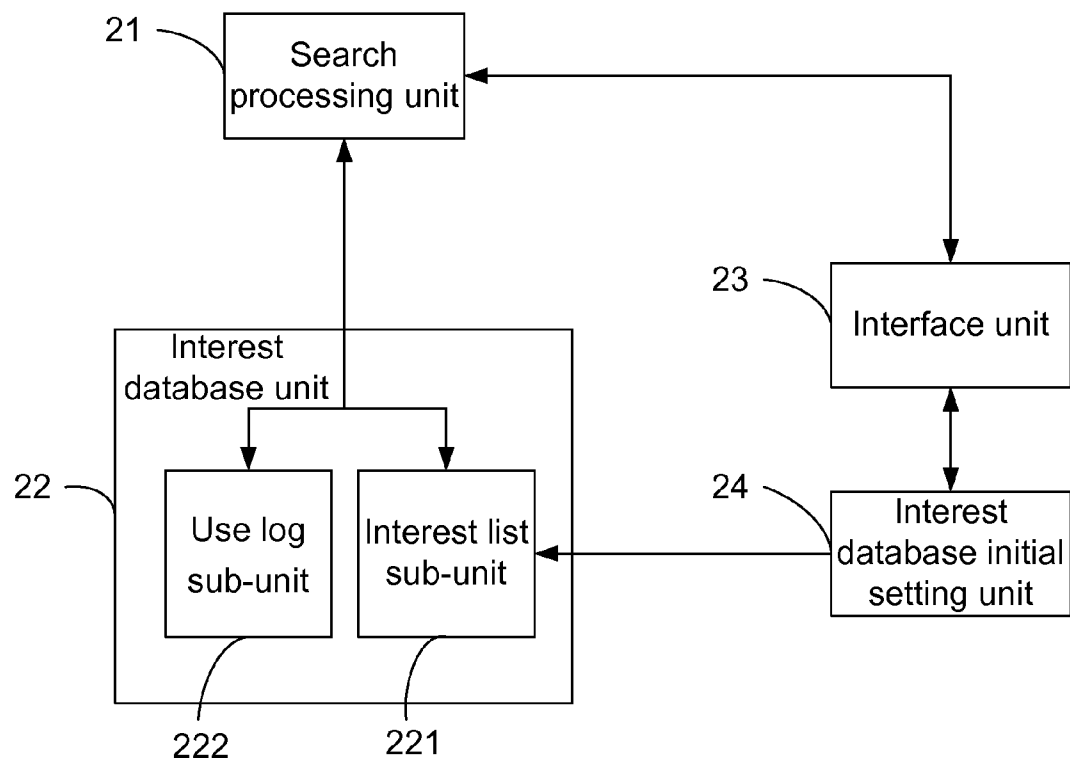 21
Search
processing unit
23
Interface unit
Interest
database unit
22
Use log
sub-unit
Interest list
sub-unit
24
Interest
database initial
setting unit
222
221